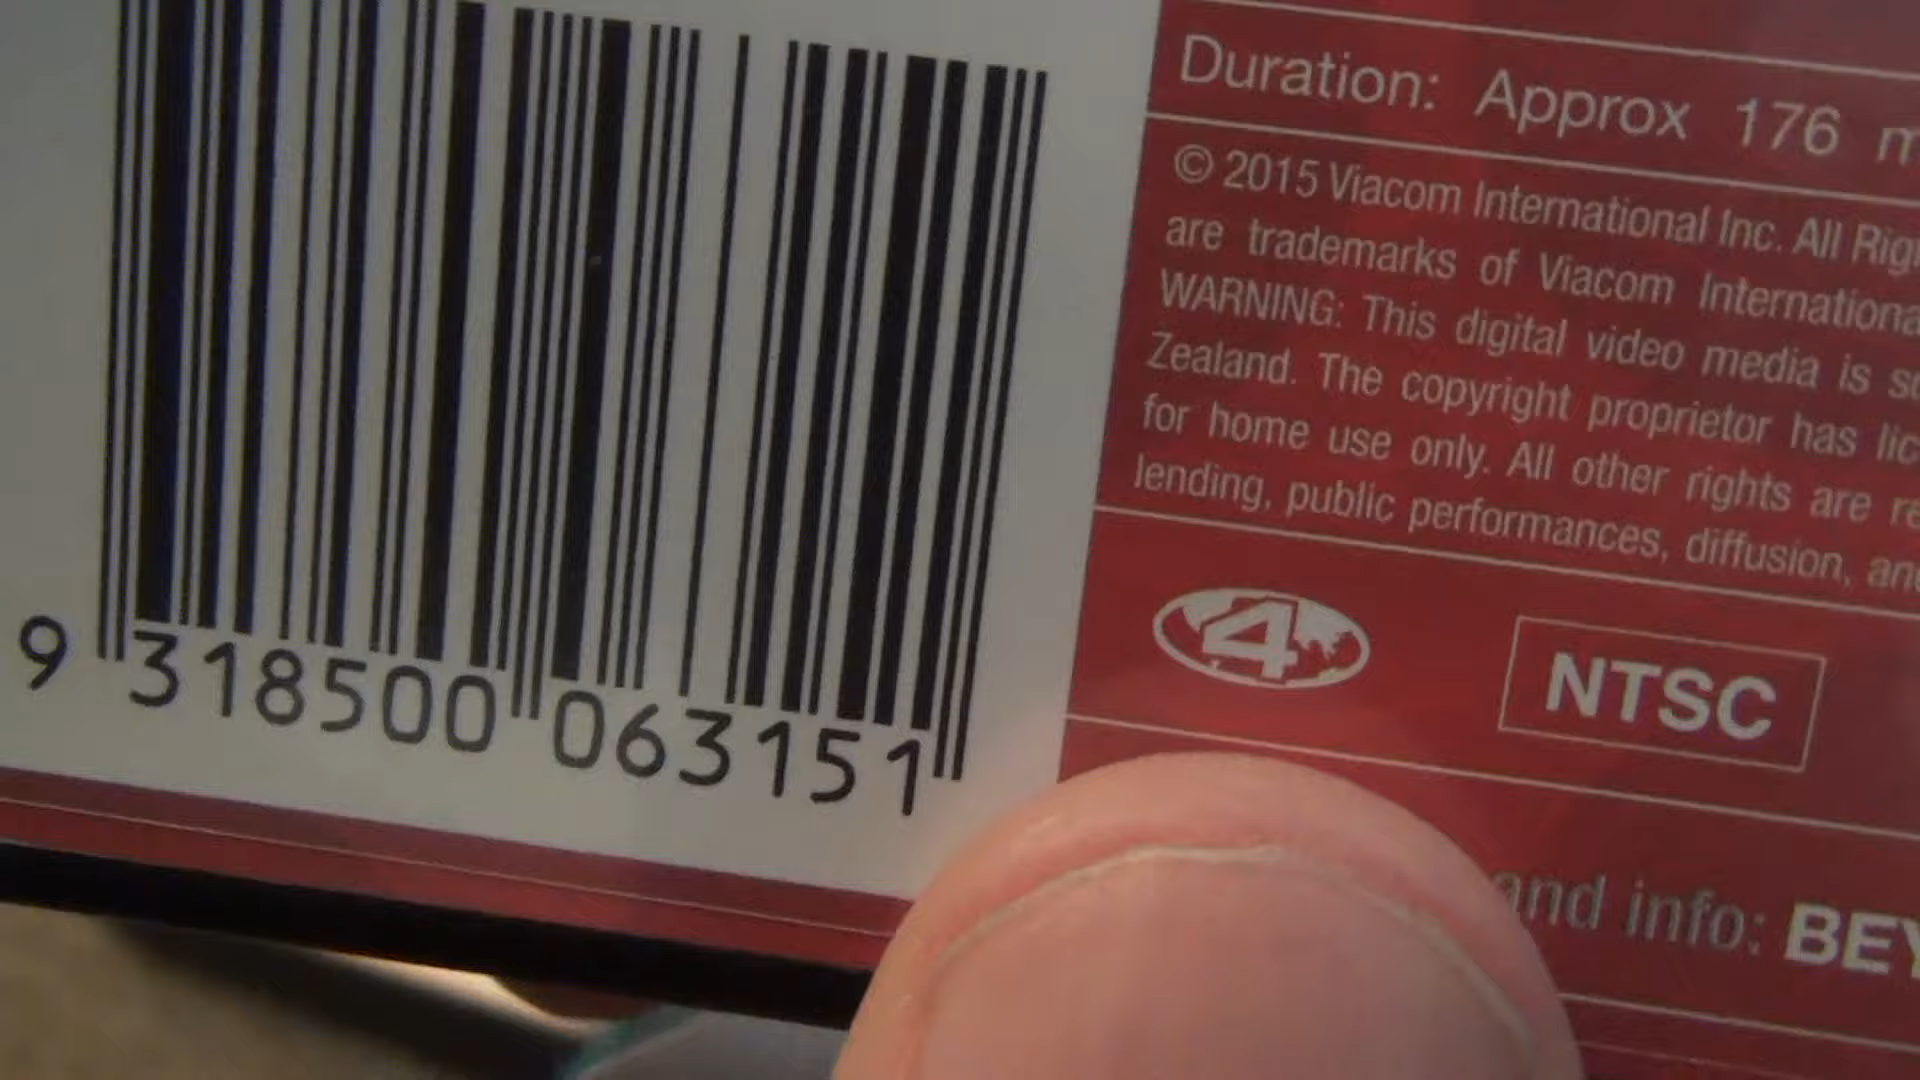 9 318500 063151
Duration: Approx 176
© 2015 Viacom International Inc. All
are trademarks of Viacom
WARNING: This digital video media is
Zealand. The copyright proprietor has
for home use only. All other rights are
lending, public performances, diffusion,
4
NTSC
info: